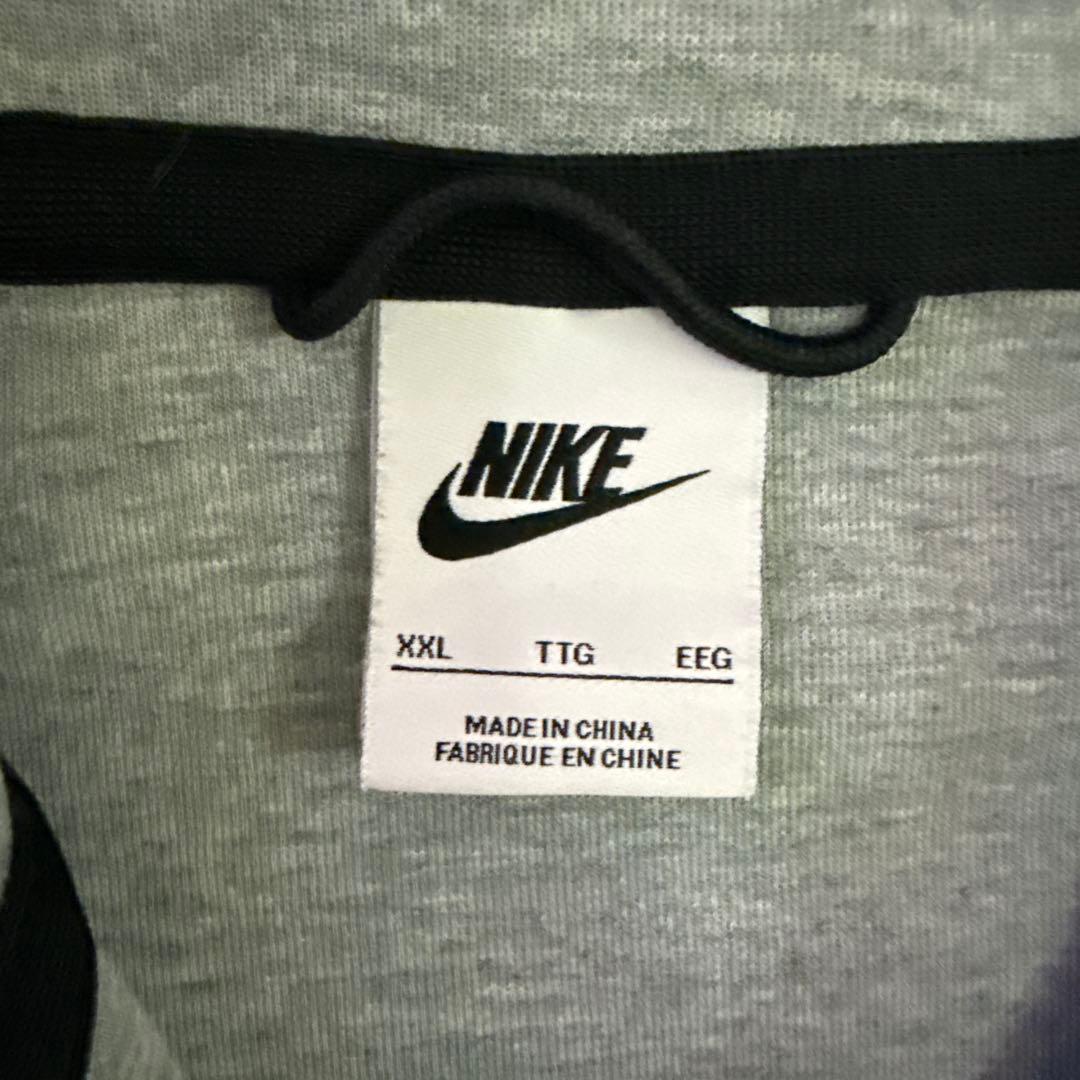 NIKE
XXL TTG EEG
MADE IN CHINA
FABRIQUE EN CHINE